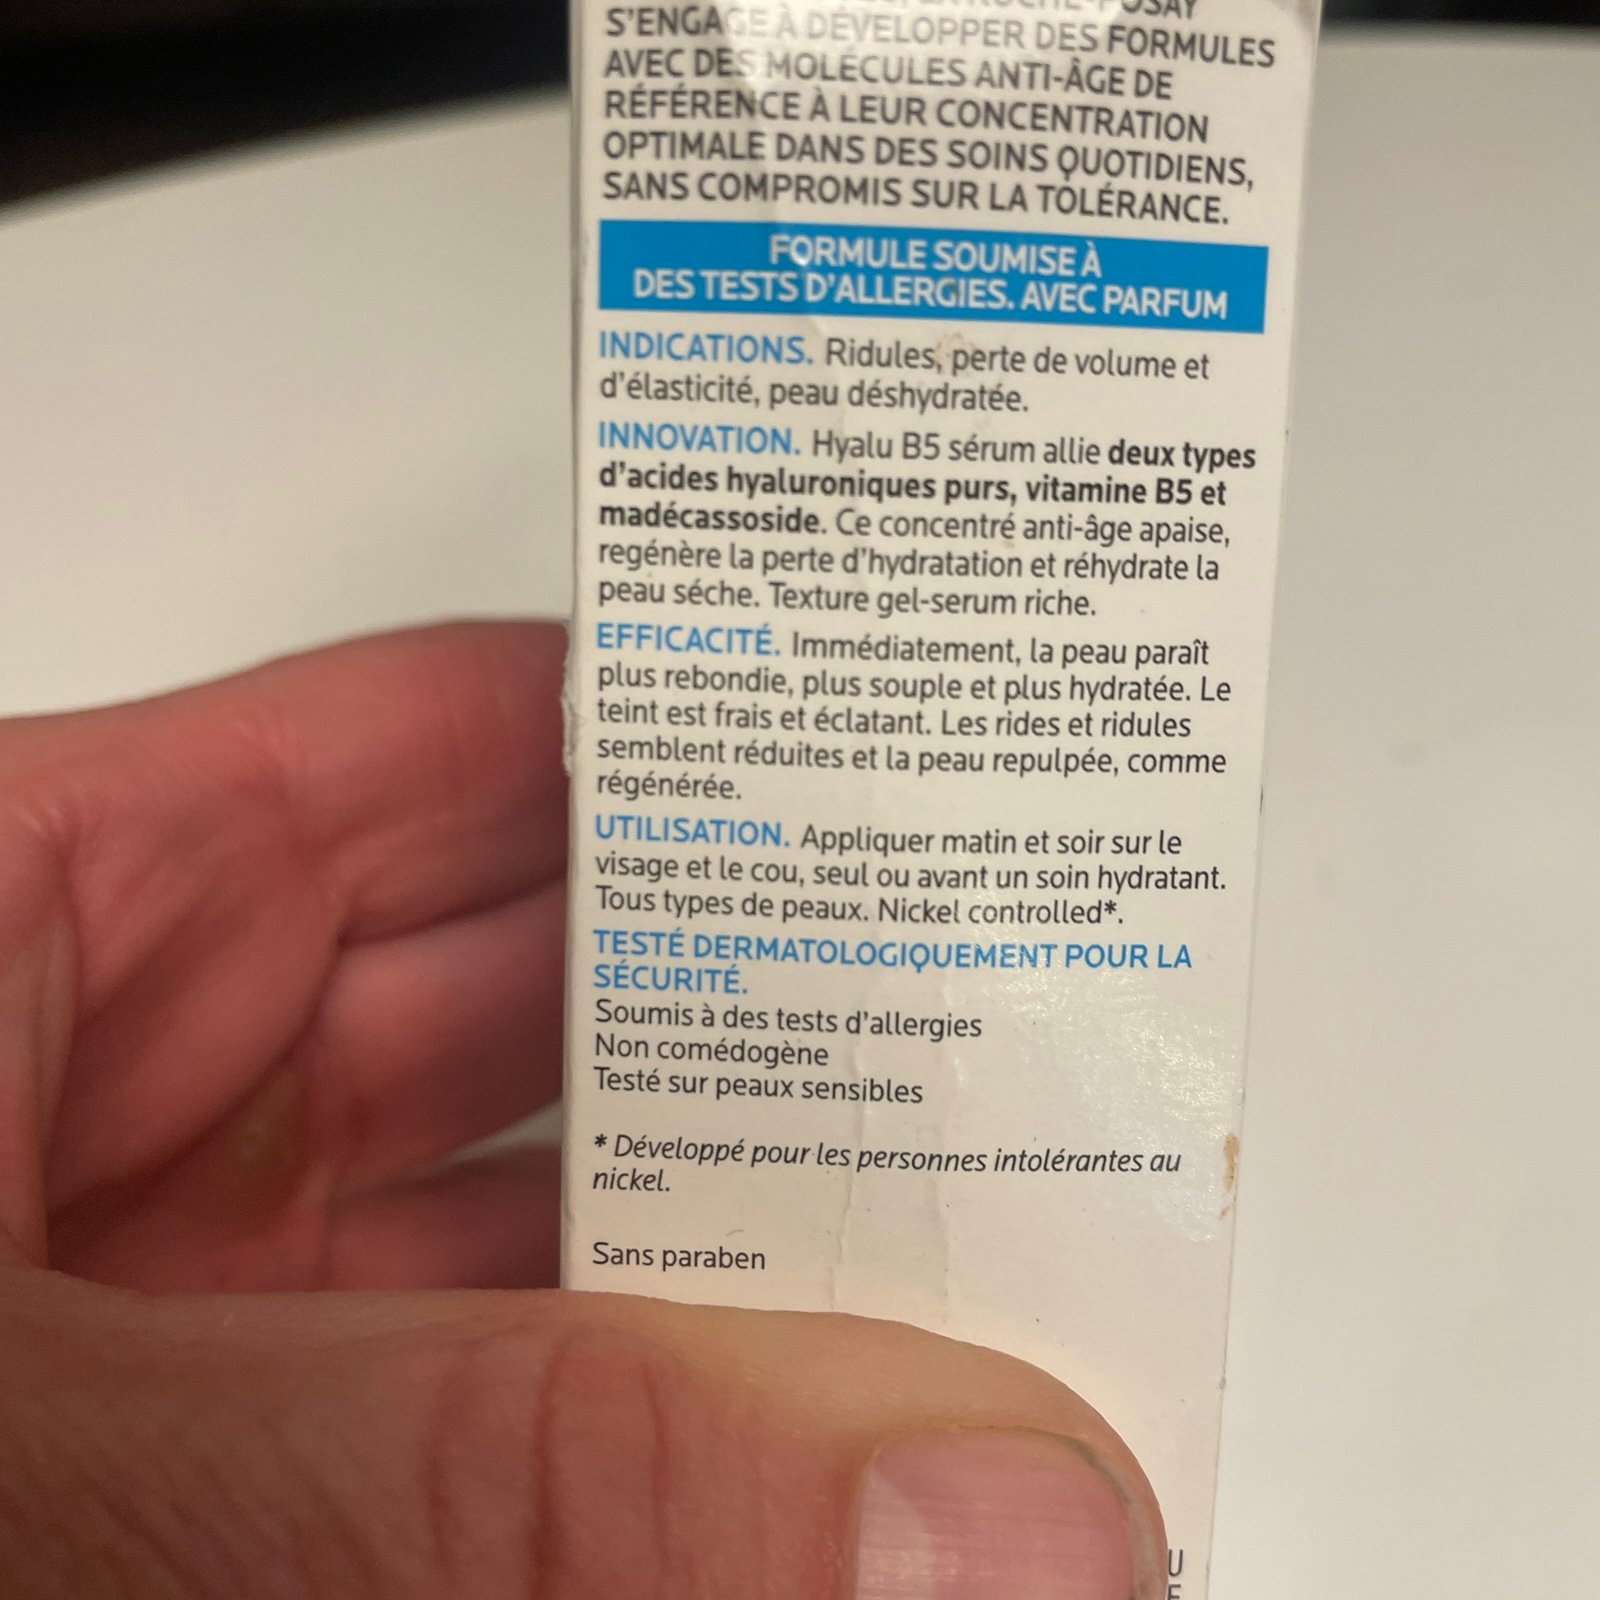 LA ROCHE-POSAY
S'ENGAGE À DÉVELOPPER DES FORMULES
AVEC DES MOLÉCULES ANTI-ÂGE DE
RÉFÉRENCE À LEUR CONCENTRATION
OPTIMALE DANS DES SOINS QUOTIDIENS,
SANS COMPROMIS SUR LA TOLÉRANCE.
FORMULE SOUMISE À
DES TESTS D'ALLERGIES. AVEC PARFUM
INDICATIONS. Ridules, perte de volume et
d'élasticité, peau déshydratée.
INNOVATION. Hyalu B5 sérum allie deux types
d'acides hyaluroniques purs, vitamine B5 et
madécassoside. Ce concentré anti-âge apaise,
regénère la perte d'hydratation et réhydrate la
peau séche. Texture gel-serum riche.
EFFICACITÉ. Immédiatement, la peau paraît
plus rebondie, plus souple et plus hydratée. Le
teint est frais et éclatant. Les rides et ridules
semblent réduites et la peau repulpée, comme
régénérée.
UTILISATION. Appliquer matin et soir sur le
visage et le cou, seul ou avant un soin hydratant.
Tous types de peaux. Nickel controlled*.
TESTÉ DERMATOLOGIQUEMENT POUR LA
SÉCURITÉ.
Soumis à des tests d'allergies
Non comédogène
Testé sur peaux sensibles
* Développé pour les personnes intolérantes au
nickel.
Sans paraben